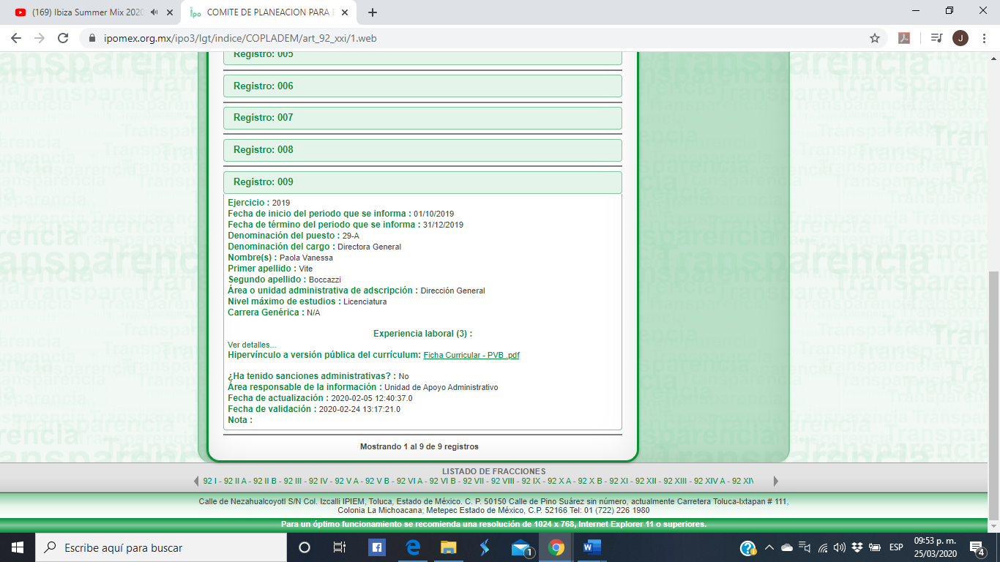 (169) Ibiza Summer Mix 2020
COMITE DE PLANEACION PARA E
ipomex.org.mx/ipo3/lgt/indice/COPLADEM/art_92_xxi/1.web
J
Registro: 005
Registro: 006
Registro: 007
Registro: 008
Registro: 009
Ejercicio : 2019
Fecha de inicio del periodo que se informa : 01/10/2019
Fecha de término del periodo que se informa : 31/12/2019
Denominación del puesto : 29-A
Denominación del cargo : Directora General
Nombre(s) : Paola Vanessa
Primer apellido : Vite
Segundo apellido : Boccazzi
Área o unidad administrativa de adscripción : Dirección General
Nivel máximo de estudios : Licenciatura
Carrera Genérica : N/A
Experiencia laboral (3) :
Ver detalles...
Hipervínculo a versión pública del currículum: Ficha Curricular - PVB .pdf
¿Ha tenido sanciones administrativas? : No
Área responsable de la información : Unidad de Apoyo Administrativo
Fecha de actualización : 2020-02-05 12:40:37.0
Fecha de validación : 2020-02-24 13:17:21.0
Nota :
Mostrando 1 al 9 de 9 registros
LISTADO DE FRACCIONES
92 I - 92 II A - 92 II B - 92 III - 92 IV - 92 V A - 92 V B - 92 VI A - 92 VI B - 92 VII - 92 VIII - 92 IX - 92 X A - 92 X B - 92 XI - 92 XII - 92 XIII - 92 XIV A - 92 XIV
Calle de Nezahualcoyotl S/N Col. Izcalli IPIEM, Toluca, Estado de México. C. P. 50150 Calle de Pino Suárez sin número, actualmente Carretera Toluca-Ixtapan # 111,
Colonia La Michoacana; Metepec Estado de México, C.P. 52166 Tel: 01 (722) 226 1980
Para un óptimo funcionamiento se recomienda una resolución de 1024 x 768, Internet Explorer 11 o superiores.
Escribe aquí para buscar
1
ESP
09:53 p. m.
25/03/2020
4